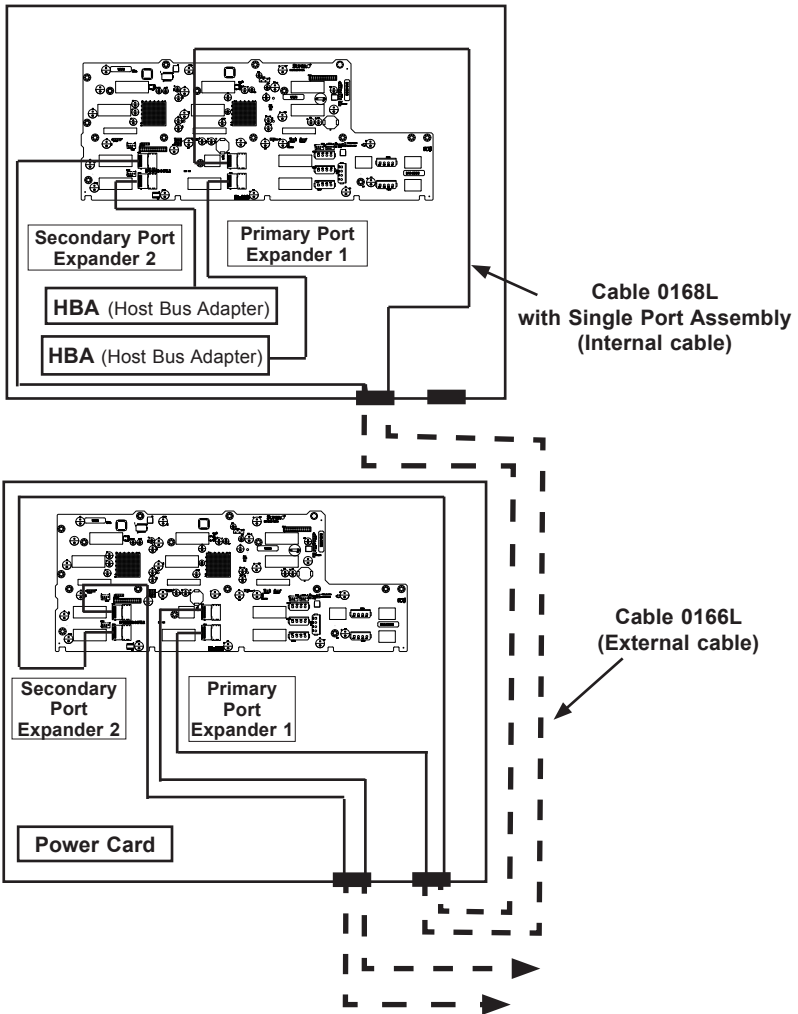 Secondary Port
Expander 2
Primary Port
Expander 1
HBA (Host Bus Adapter)
HBA (Host Bus Adapter)
Cable 0168L
with Single Port Assembly
(Internal cable)
Secondary
Port
Expander 2
Primary
Port
Expander 1
Power Card
Cable 0166L
(External cable)